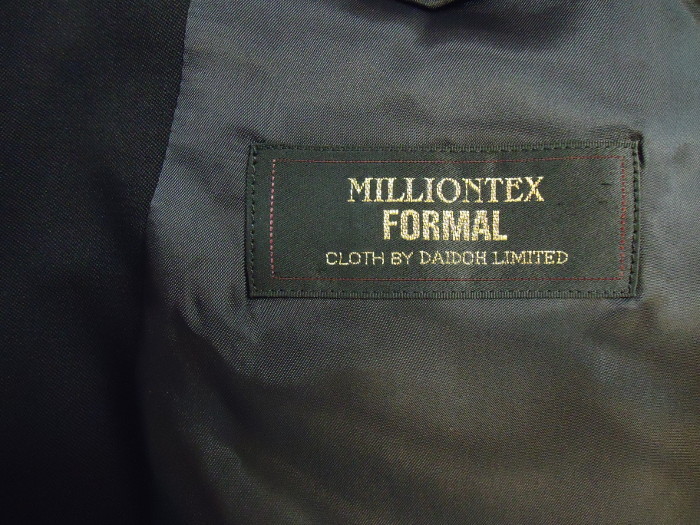 MILLIONTEX
FORMAL
CLOTH BY DAIDOH LIMITED